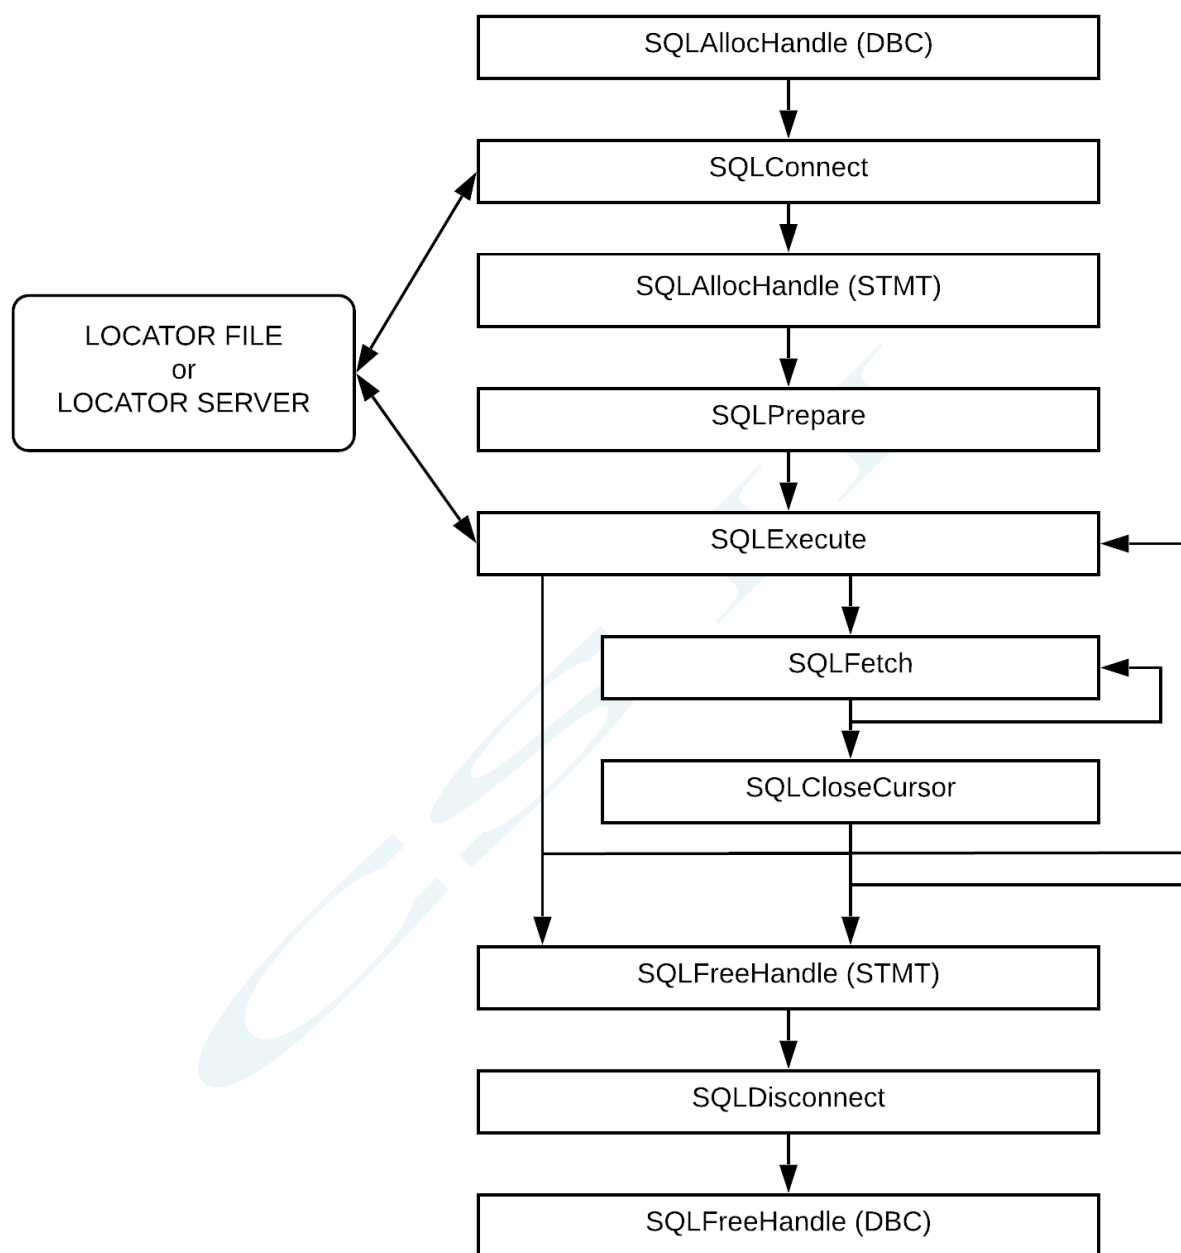 SQLAllocHandle (DBC)
SQLConnect
SQLAllocHandle (STMT)
LOCATOR FILE
or
LOCATOR SERVER
SQLPrepare
SQLExecute
SQLFetch
SQLCloseCursor
SQLFreeHandle (STMT)
SQLDisconnect
SQLFreeHandle (DBC)